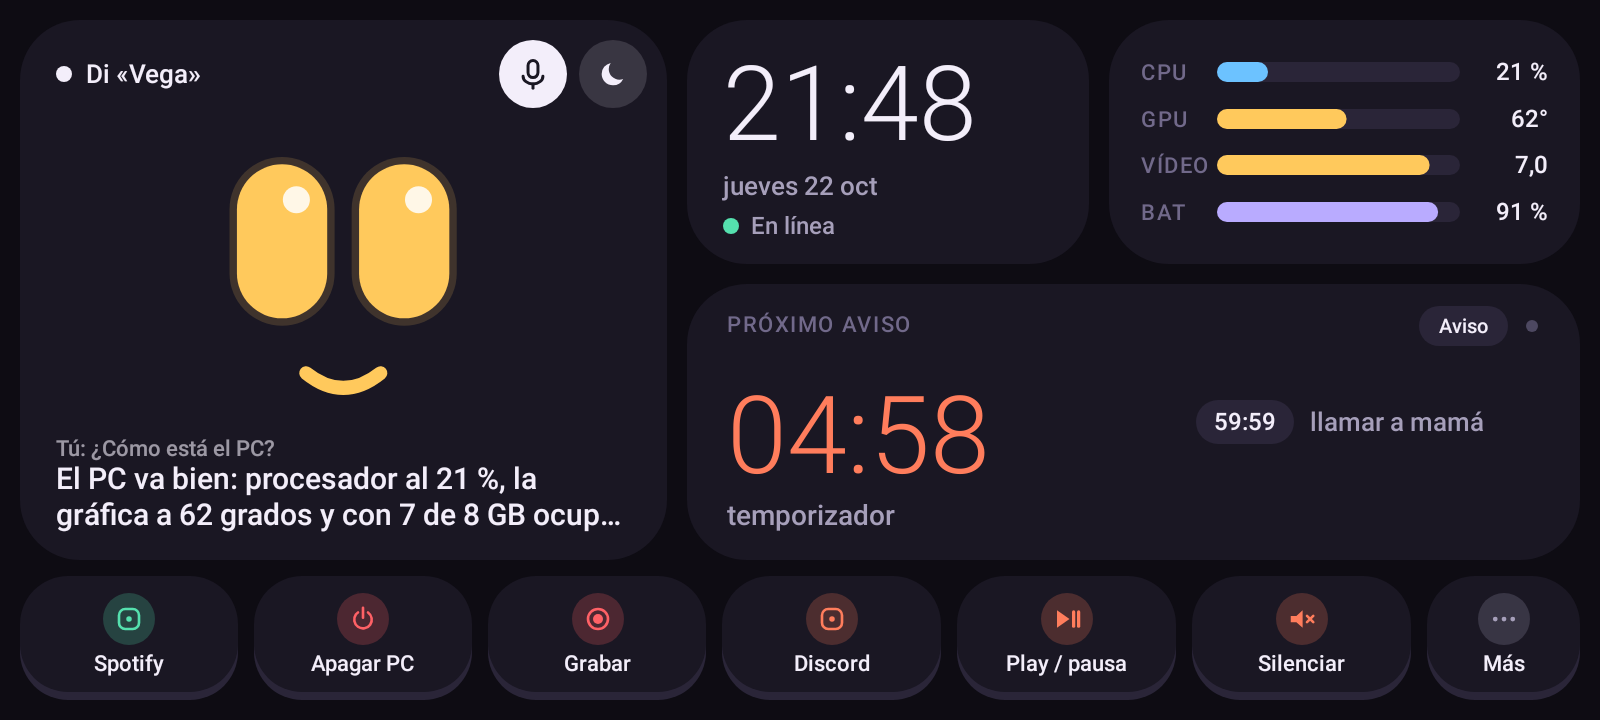 Di «Vega»
Tú: ¿Cómo está el PC?
El PC va bien: procesador al 21 %, la
gráfica a 62 grados y con 7 de 8 GB ocup...
21:48
jueves 22 oct
En línea
CPU 21 %
GPU 62°
VÍDEO 7,0
BAT 91 %
PRÓXIMO AVISO
Aviso
04:58
temporizador
59:59 llamar a mamá
Spotify
Apagar PC
Grabar
Discord
Play / pausa
Silenciar
Más